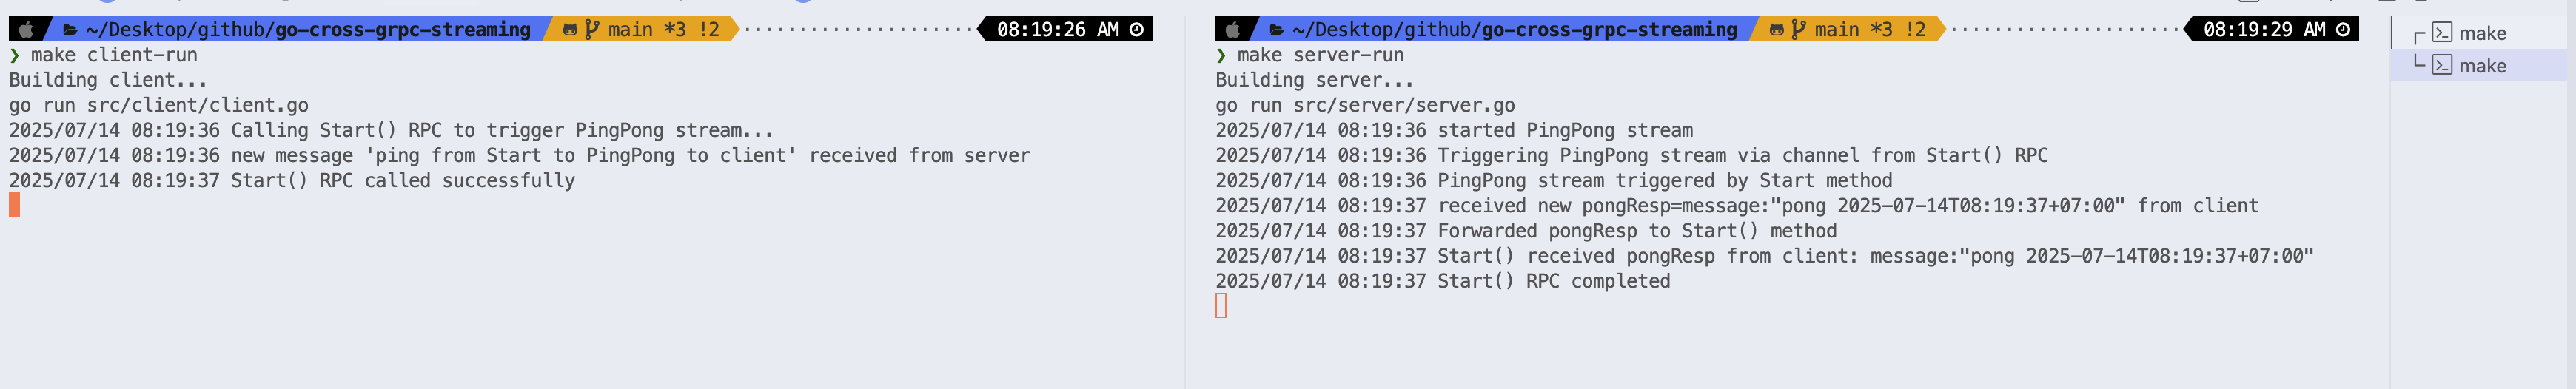 ~/Desktop/github/go-cross-grpc-streaming main *3 !2 08:19:26 AM
❯ make client-run
Building client...
go run src/client/client.go
2025/07/14 08:19:36 Calling Start() RPC to trigger PingPong stream...
2025/07/14 08:19:36 new message 'ping from Start to PingPong to client' received from server
2025/07/14 08:19:37 Start() RPC called successfully
~/Desktop/github/go-cross-grpc-streaming main *3 !2 08:19:29 AM
❯ make server-run
Building server...
go run src/server/server.go
2025/07/14 08:19:36 started PingPong stream
2025/07/14 08:19:36 Triggering PingPong stream via channel from Start() RPC
2025/07/14 08:19:36 PingPong stream triggered by Start method
2025/07/14 08:19:37 received new pongResp=message:"pong 2025-07-14T08:19:37+07:00" from client
2025/07/14 08:19:37 Forwarded pongResp to Start() method
2025/07/14 08:19:37 Start() received pongResp from client: message:"pong 2025-07-14T08:19:37+07:00"
2025/07/14 08:19:37 Start() RPC completed
make
make